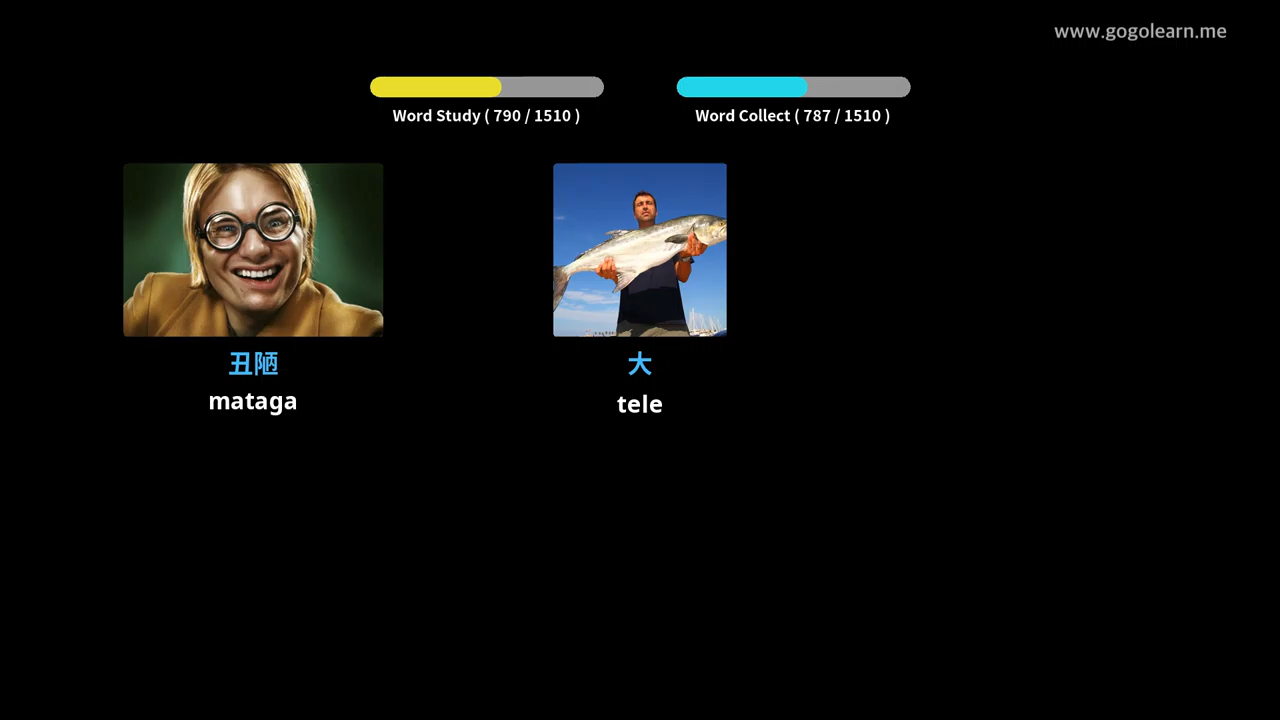 www.gogolearn.me
Word Study ( 790 / 1510 )
Word Collect ( 787 / 1510 )
丑陋
mataga
大
tele